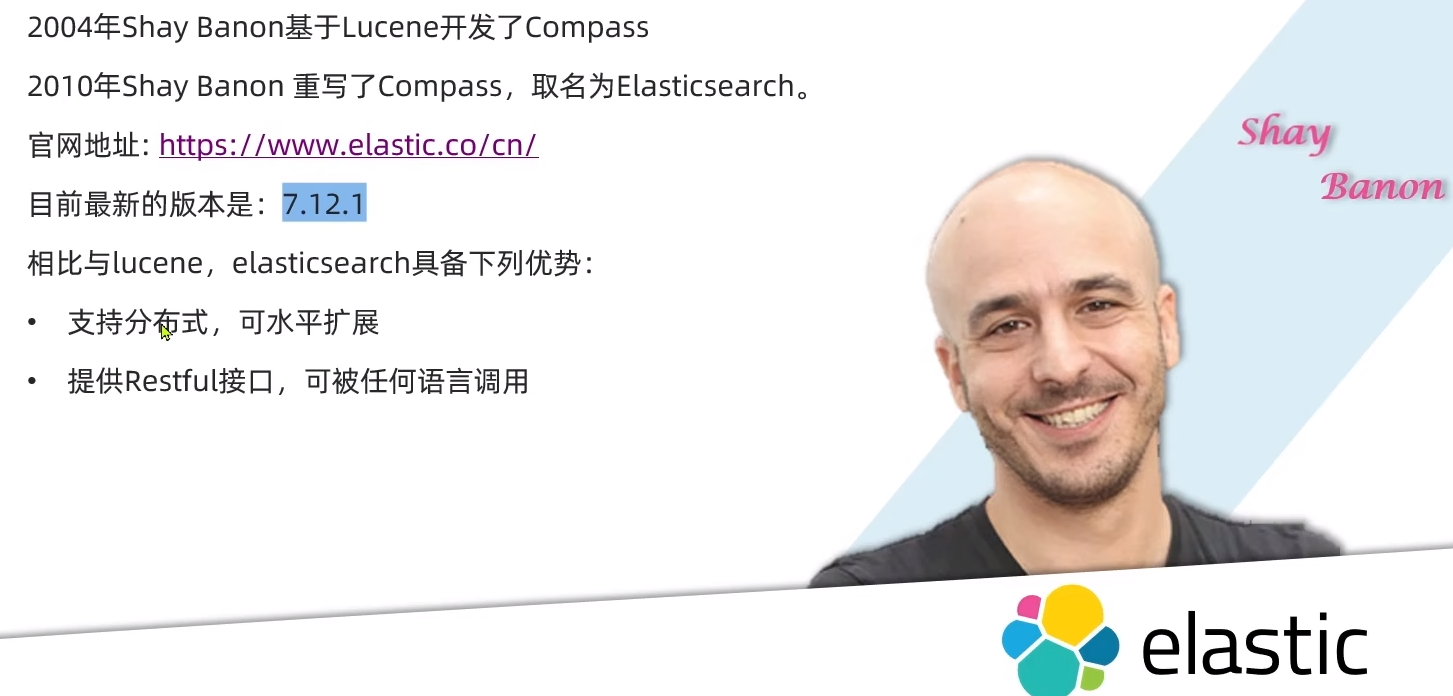 2004年Shay Banon基于Lucene开发了Compass
2010年Shay Banon 重写了Compass，取名为Elasticsearch。
官网地址: https://www.elastic.co/cn/
目前最新的版本是：7.12.1
相比与lucene，elasticsearch具备下列优势：
• 支持分布式，可水平扩展
• 提供Restful接口，可被任何语言调用
Shay
Banon
elastic